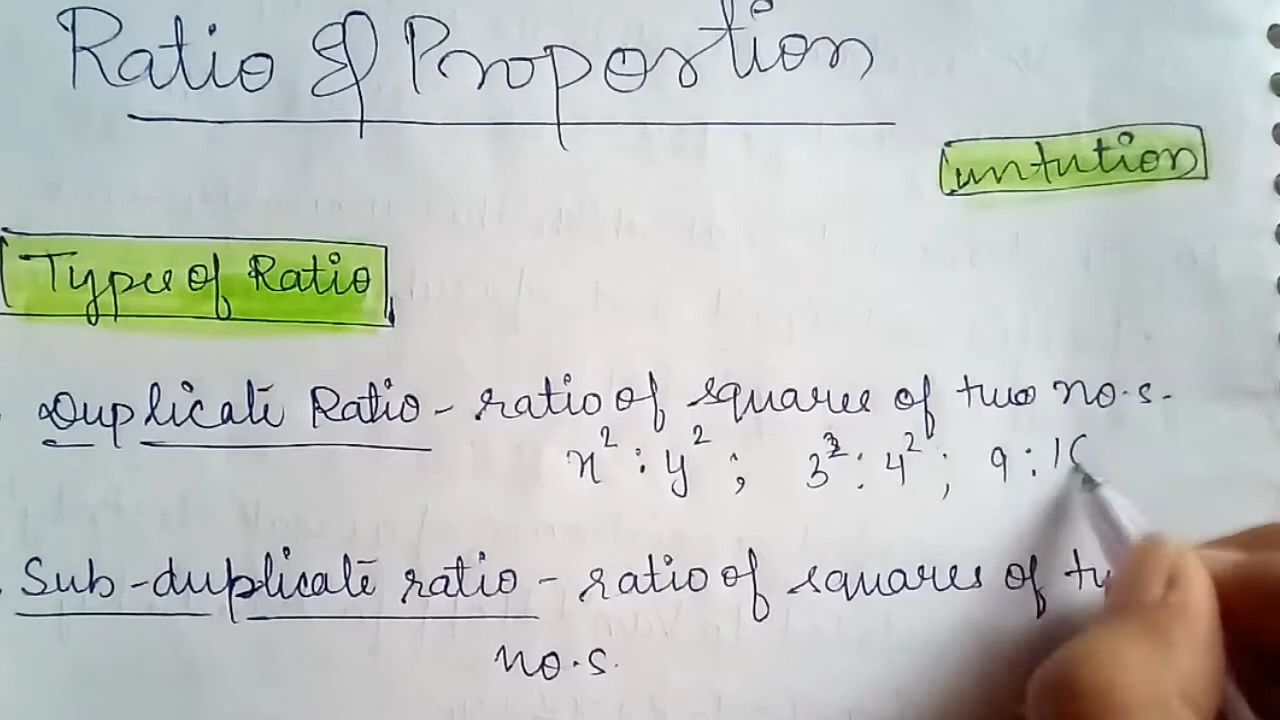 Ratio & Proportion
untution
Type of Ratio
Duplicate Ratio - ratio of squares of two no.s.
x² : y² ; 3² : 4² ; 9 : 16
Sub-duplicate ratio - ratio of squares of
no.s.